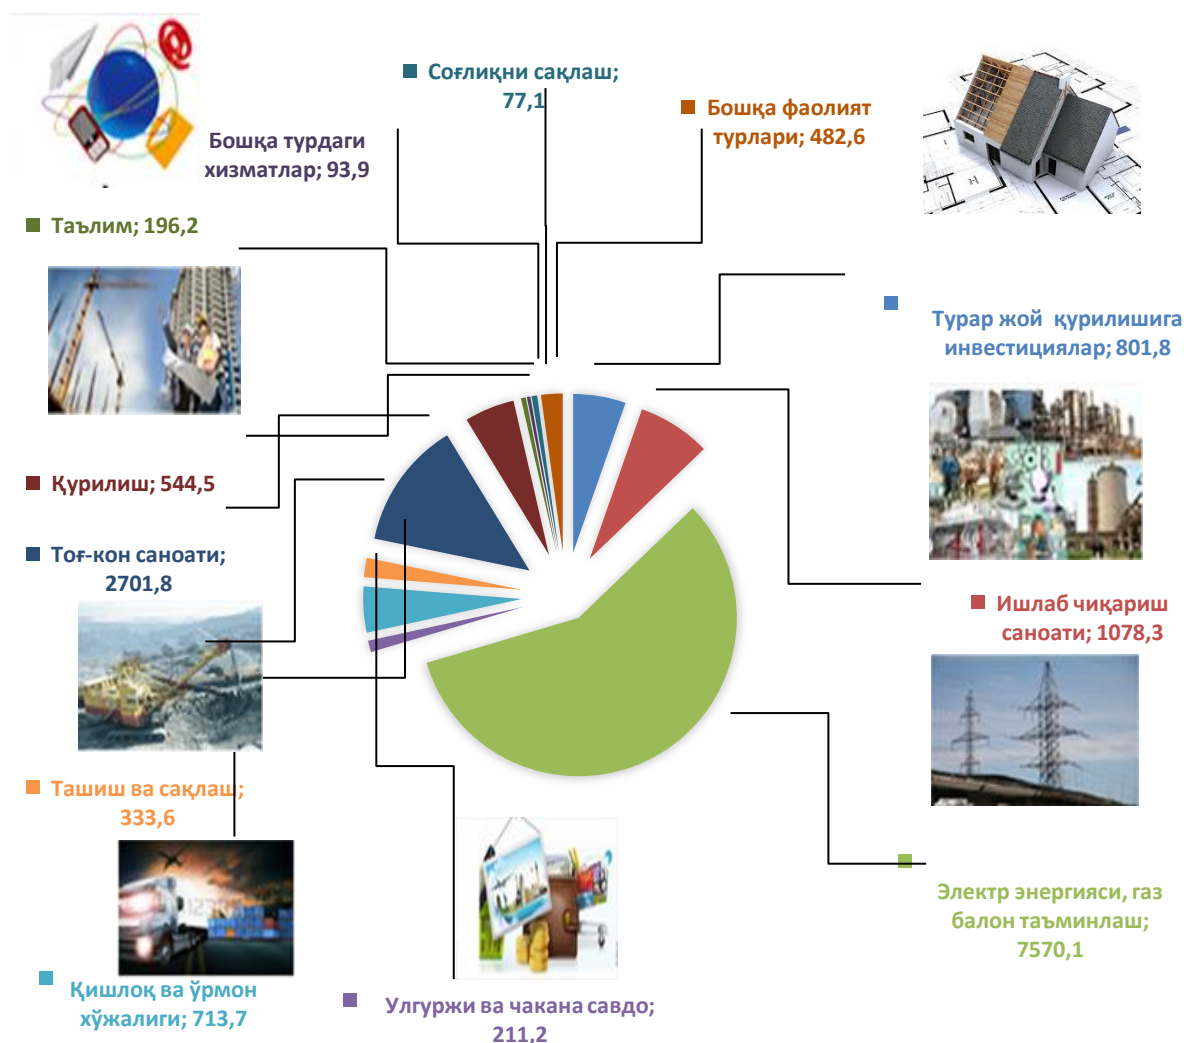 Соғлиқни сақлаш;
77,1
Бошқа фаолият
турлари; 482,6
Бошқа турдаги
хизматлар; 93,9
Таълим; 196,2
Турар жой қурилишига
инвестициялар; 801,8
Қурилиш; 544,5
Тоғ-кон саноати;
2701,8
Ишлаб чиқариш
саноати; 1078,3
Ташиш ва сақлаш;
333,6
Электр энергияси, газ
балон таъминлаш;
7570,1
Қишлоқ ва ўрмон
хўжалиги; 713,7
Улгуржи ва чакана савдо;
211,2